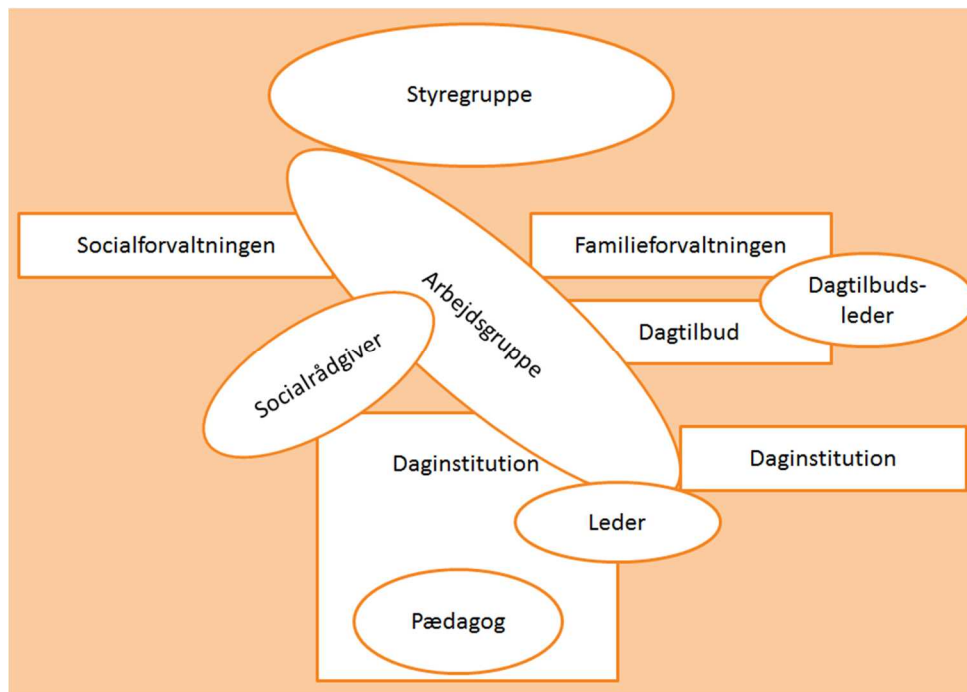 Styregruppe
Socialforvaltningen
Familieforvaltningen
Arbejdsgruppe
Dagtilbuds-
leder
Dagtilbud
Socialrådgiver
Daginstitution
Daginstitution
Leder
Pædagog